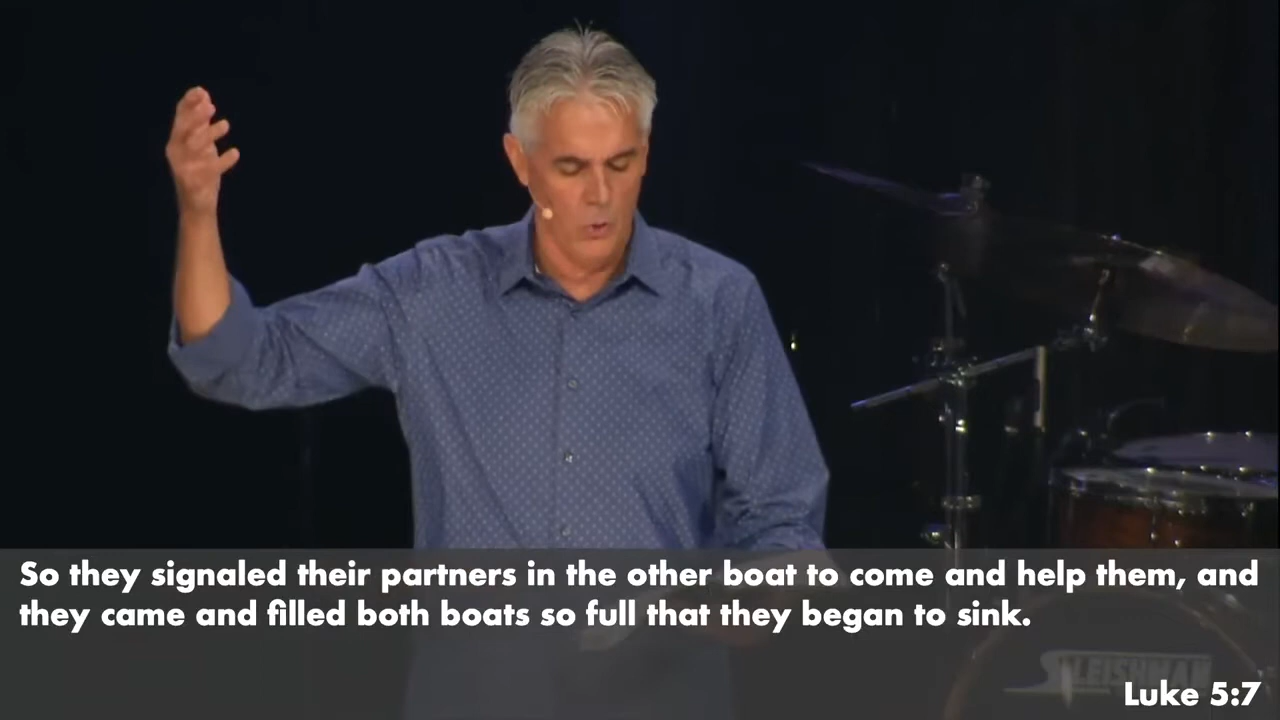 So they signaled their partners in the other boat to come and help them, and
they came and filled both boats so full that they began to sink.
SLEISHMAN
Luke 5:7